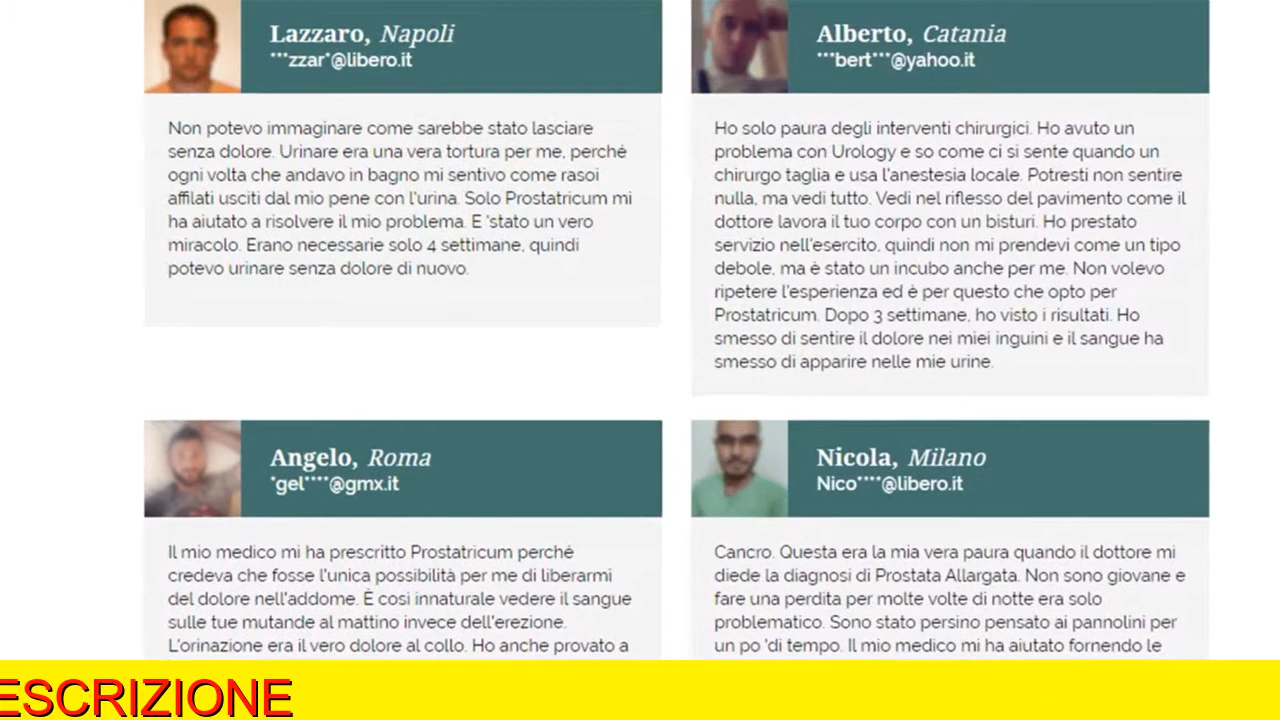 Lazzaro, Napoli
***zzar*@libero.it
Non potevo immaginare come sarebbe stato lasciare
senza dolore. Urinare era una vera tortura per me, perché
ogni volta che andavo in bagno mi sentivo come rasoi
affilati usciti dal mio pene con l'urina. Solo Prostatricum mi
ha aiutato a risolvere il mio problema. E 'stato un vero
miracolo. Erano necessarie solo 4 settimane, quindi
potevo urinare senza dolore di nuovo.
Alberto, Catania
***bert***@yahoo.it
Ho solo paura degli interventi chirurgici. Ho avuto un
problema con Urology e so come ci si sente quando un
chirurgo taglia e usa l'anestesia locale. Potresti non sentire
nulla, ma vedi tutto. Vedi nel riflesso del pavimento come il
dottore lavora il tuo corpo con un bisturi. Ho prestato
servizio nell'esercito, quindi non mi prendevi come un tipo
debole, ma è stato un incubo anche per me. Non volevo
ripetere l'esperienza ed è per questo che opto per
Prostatricum. Dopo 3 settimane, ho visto i risultati. Ho
smesso di sentire il dolore nei miei inguini e il sangue ha
smesso di apparire nelle mie urine.
Angelo, Roma
*gel****@gmx.it
Il mio medico mi ha prescritto Prostatricum perché
credeva che fosse l'unica possibilità per me di liberarmi
del dolore nell'addome. È così innaturale vedere il sangue
sulle tue mutande al mattino invece dell'erezione.
L'orinazione era il vero dolore al collo. Ho anche provato a
Nicola, Milano
Nico****@libero.it
Cancro. Questa era la mia vera paura quando il dottore mi
diede la diagnosi di Prostata Allargata. Non sono giovane e
fare una perdita per molte volte di notte era solo
problematico. Sono stato persino pensato ai pannolini per
un po 'di tempo. Il mio medico mi ha aiutato fornendo le
ESCRIZIONE